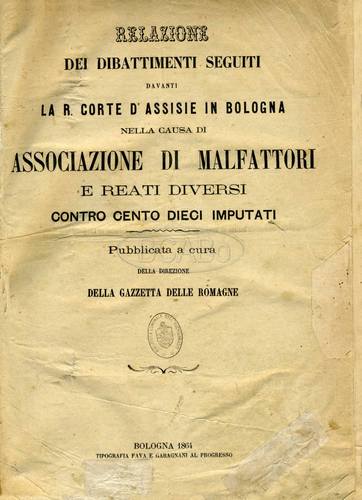 RELAZIONE
DEI DIBATTIMENTI SEGUITI
DAVANTI
LA R. CORTE D'ASSISIE IN BOLOGNA
NELLA CAUSA DI
ASSOCIAZIONE DI MALFATTORI
E REATI DIVERSI
CONTRO CENTO DIECI IMPUTATI
Pubblicata a cura
DELLA DIREZIONE
DELLA GAZZETTA DELLE ROMAGNE
BOLOGNA 1864
TIPOGRAFIA FAVA E GARAGNANI AL PROGRESSO